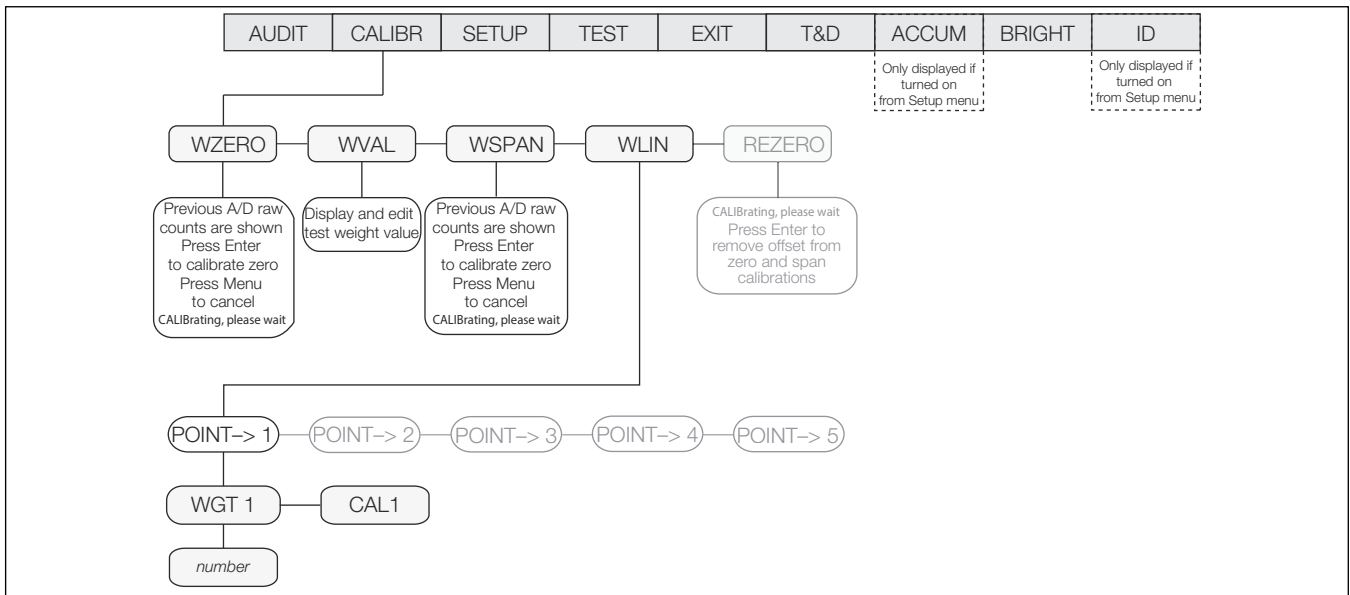 AUDIT CALIBR SETUP TEST EXIT T&D ACCUM BRIGHT ID
Only displayed if
turned on
from Setup menu
Only displayed if
turned on
from Setup menu
WZERO WVAL WSPAN WLIN REZERO
Previous A/D raw
counts are shown
Press Enter
to calibrate zero
Press Menu
to cancel
CALIBrating, please wait
Display and edit
test weight value
Previous A/D raw
counts are shown
Press Enter
to calibrate zero
Press Menu
to cancel
CALIBrating, please wait
CALIBrating, please wait
Press Enter to
remove offset from
zero and span
calibrations
POINT–> 1 POINT–> 2 POINT–> 3 POINT–> 4 POINT–> 5
WGT 1 CAL1
number